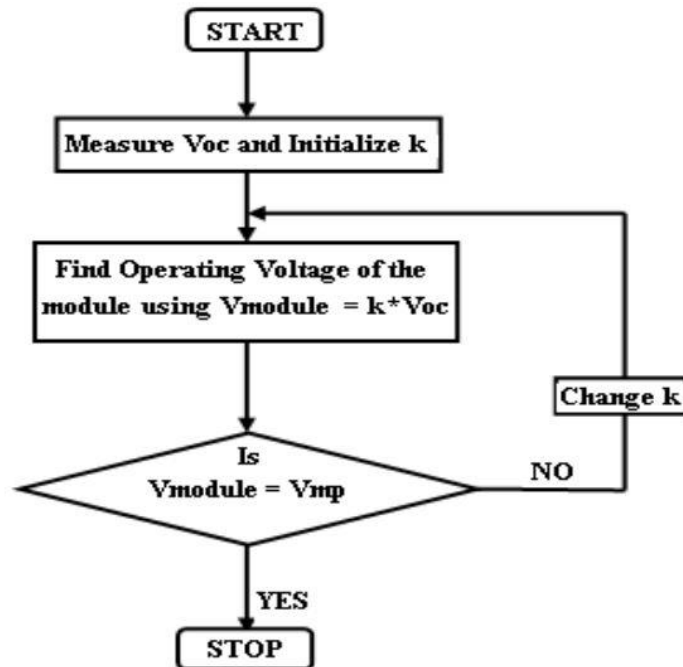 START
Measure Voc and Initialize k
Find Operating Voltage of the
module using Vmodule = k*Voc
Change k
Is
Vmodule = Vmp
NO
YES
STOP